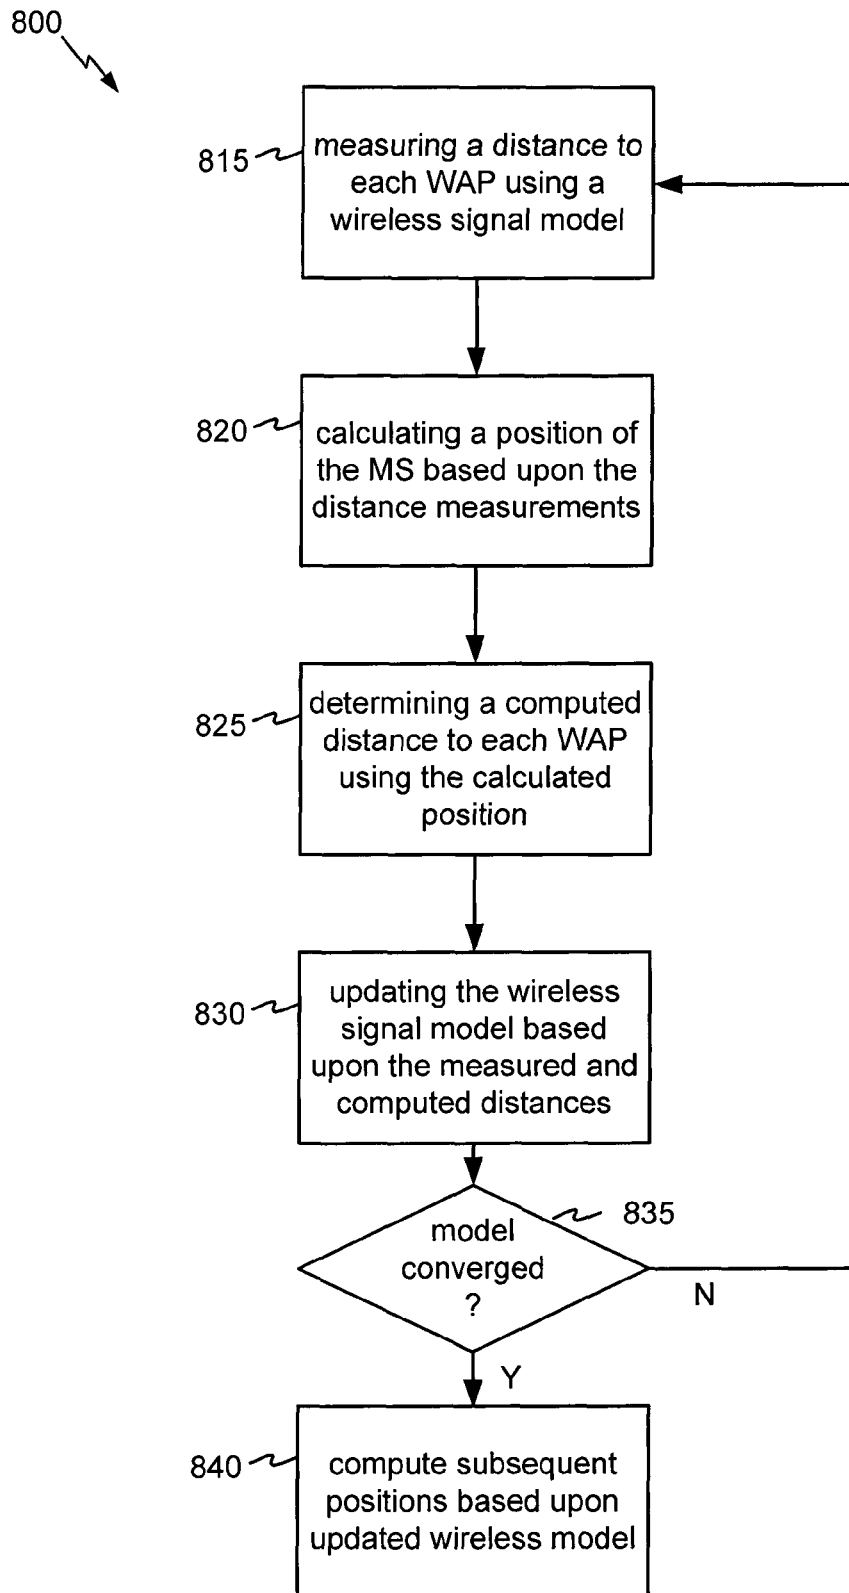 800
815
measuring a distance to
each WAP using a
wireless signal model
820
calculating a position of
the MS based upon the
distance measurements
825
determining a computed
distance to each WAP
using the calculated
position
830
updating the wireless
signal model based
upon the measured and
computed distances
835
model
converged
?
N
Y
840
compute subsequent
positions based upon
updated wireless model